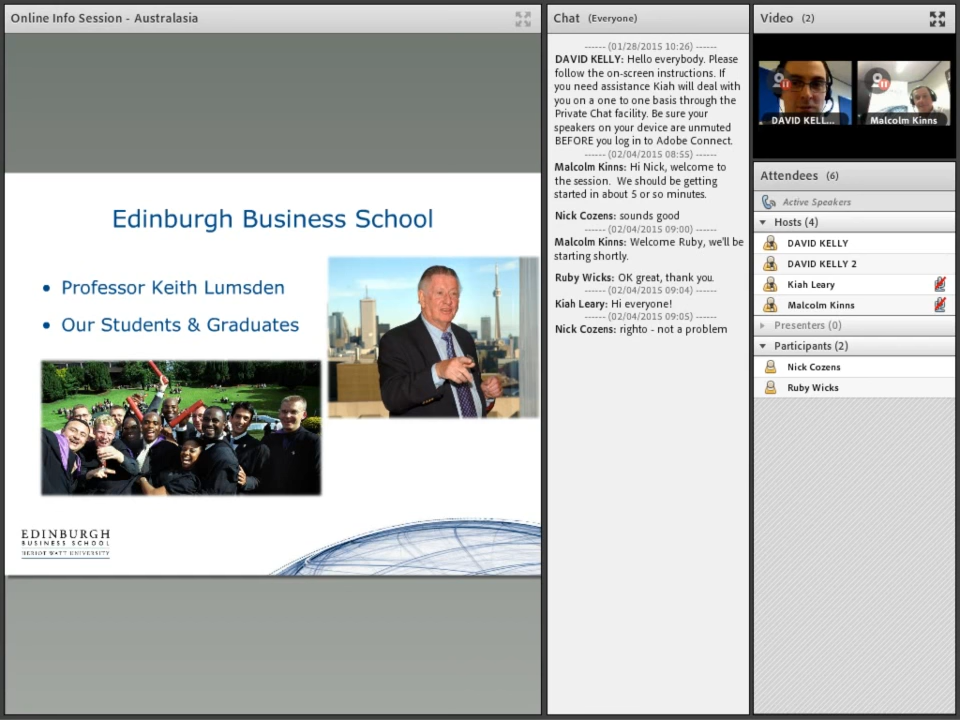 Online Info Session - Australasia
Edinburgh Business School
• Professor Keith Lumsden
• Our Students & Graduates
EDINBURGH
BUSINESS SCHOOL
HERIOT WATT UNIVERSITY
Chat (Everyone)
------ (01/28/2015 10:26) ------
DAVID KELLY: Hello everybody. Please
follow the on-screen instructions. If
you need assistance Kiah will deal with
you on a one to one basis through the
Private Chat facility. Be sure your
speakers on your device are unmuted
BEFORE you log in to Adobe Connect.
------ (02/04/2015 08:55) ------
Malcolm Kinns: Hi Nick, welcome to
the session. We should be getting
started in about 5 or so minutes.
Nick Cozens: sounds good
------ (02/04/2015 09:00) ------
Malcolm Kinns: Welcome Ruby, we'll be
starting shortly.
Ruby Wicks: OK great, thank you.
------ (02/04/2015 09:04) ------
Kiah Leary: Hi everyone!
------ (02/04/2015 09:05) ------
Nick Cozens: righto - not a problem
Video (2)
DAVID KELL...
Malcolm Kinns
Attendees (6)
Active Speakers
Hosts (4)
DAVID KELLY
DAVID KELLY 2
Kiah Leary
Malcolm Kinns
Presenters (0)
Participants (2)
Nick Cozens
Ruby Wicks